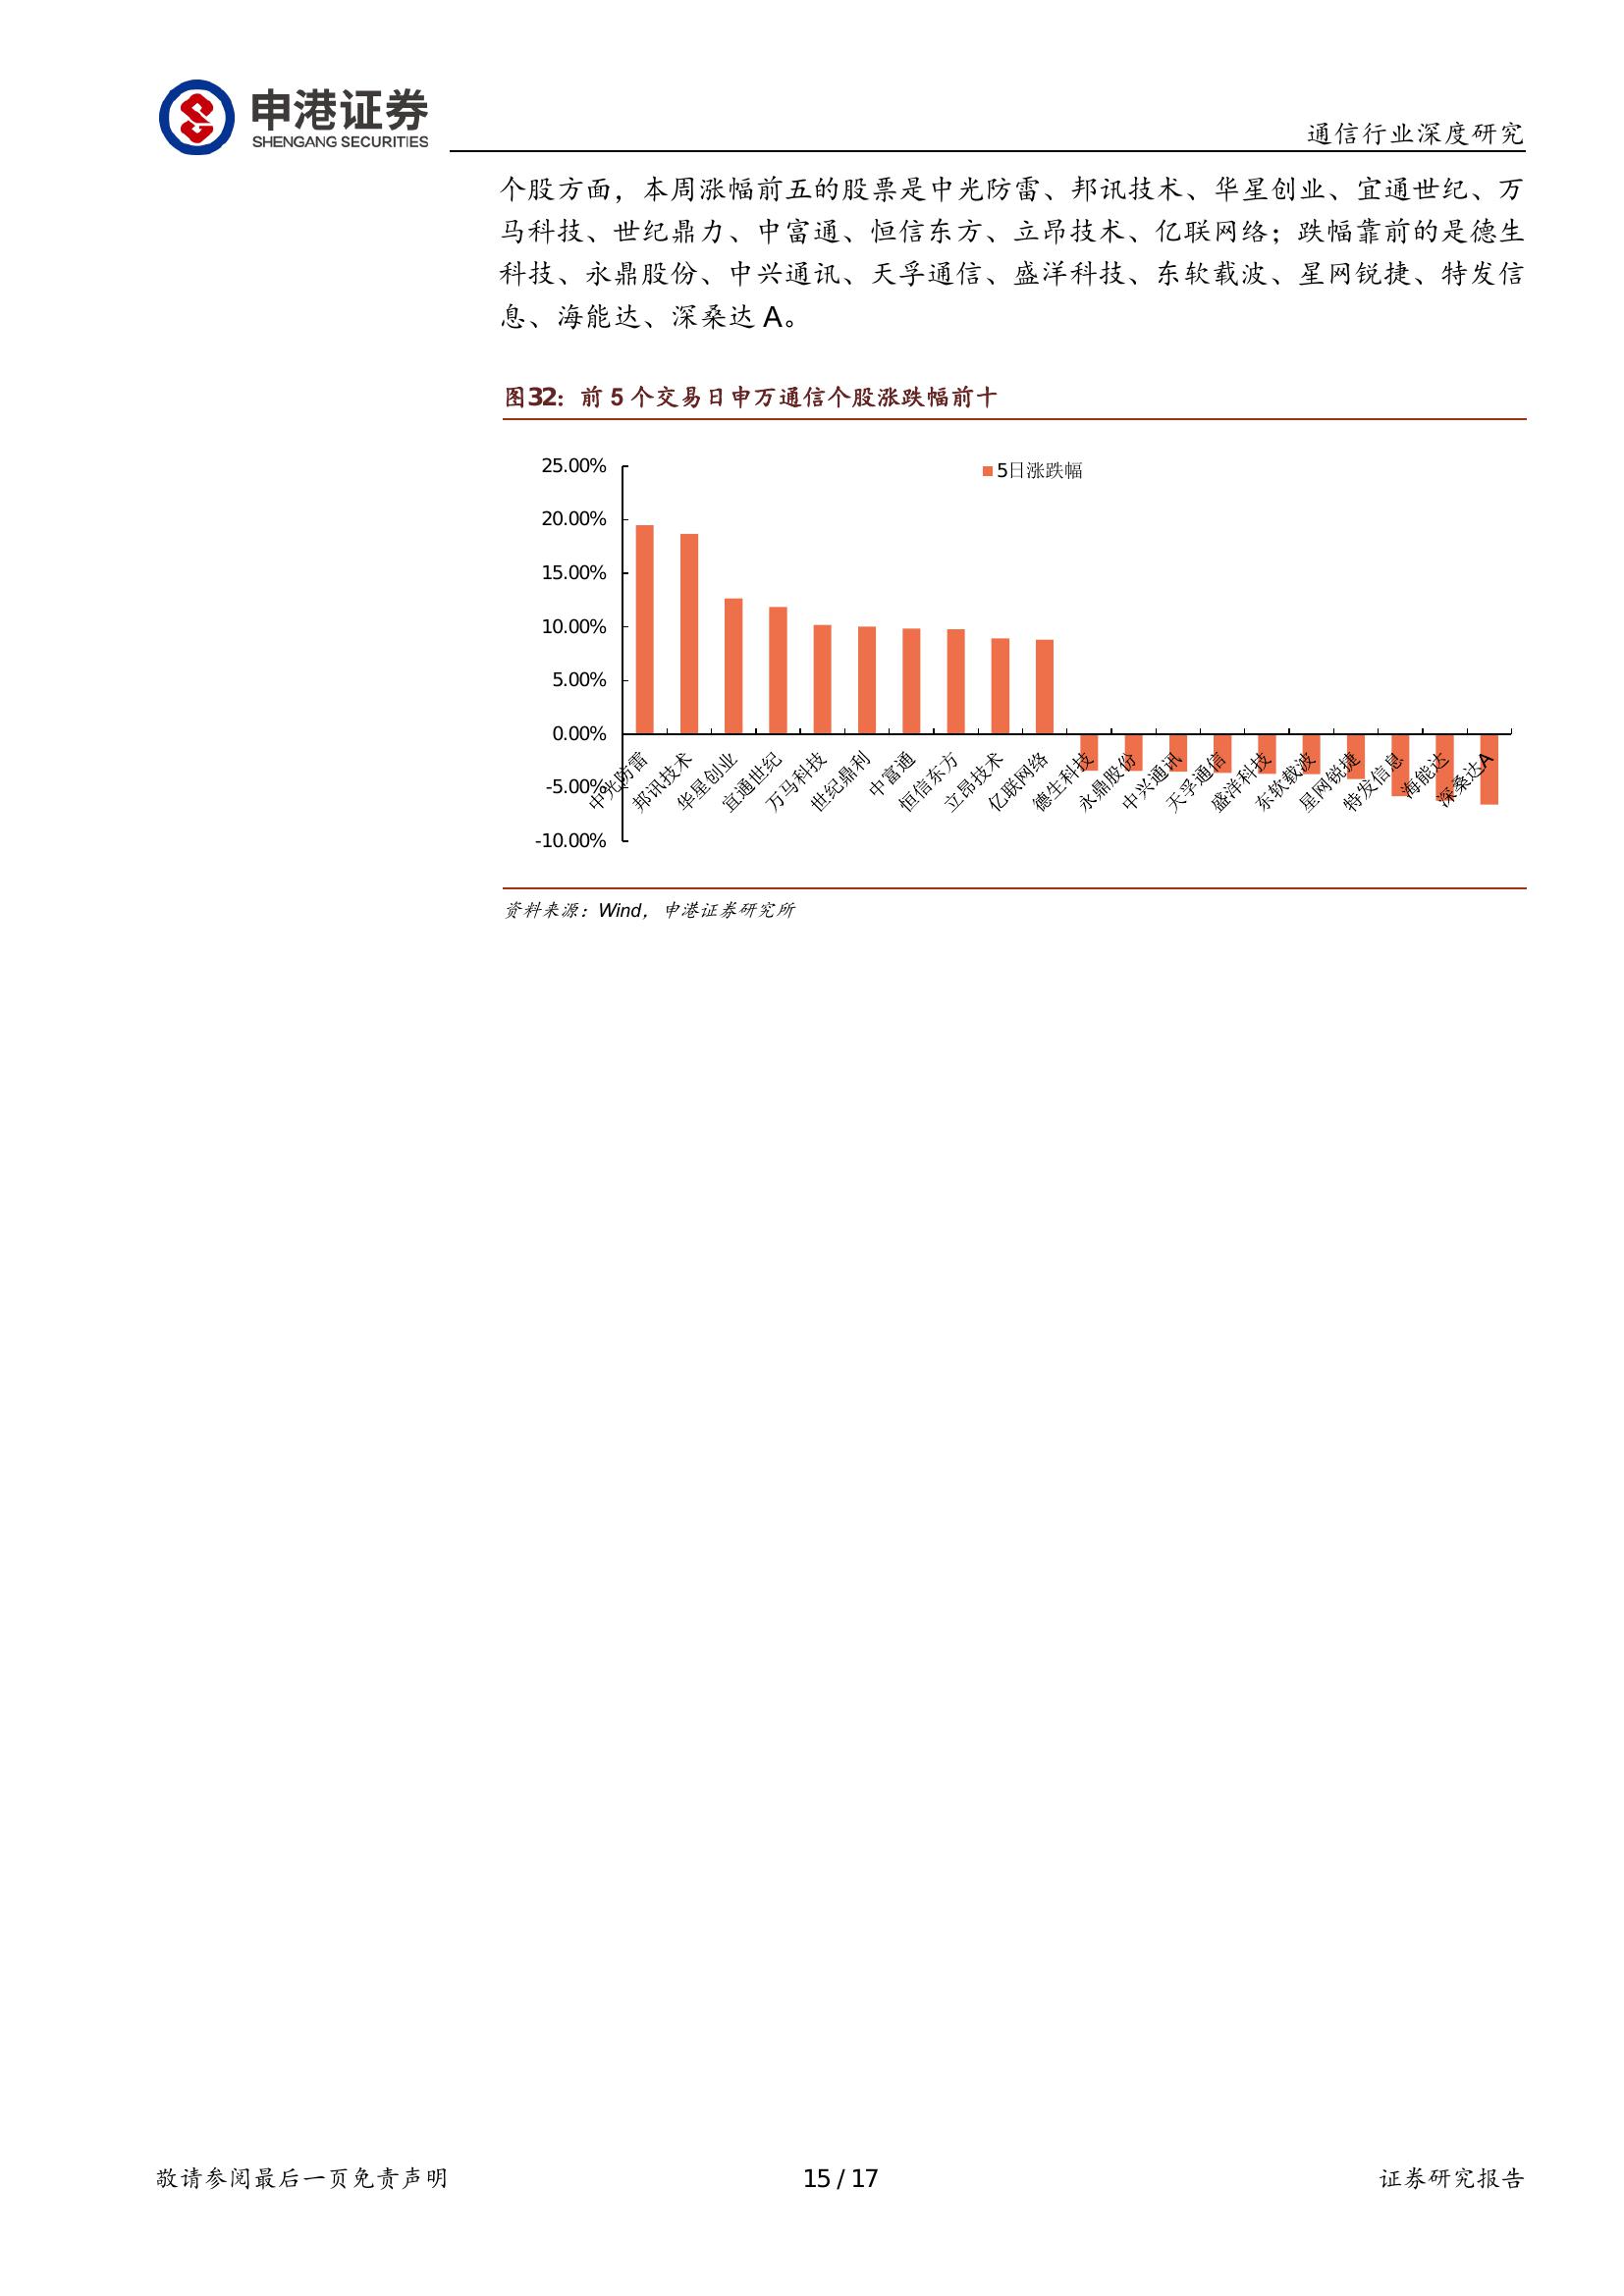 申港证券
SHENGANG SECURITIES
通信行业深度研究
个股方面，本周涨幅前五的股票是中光防雷、邦讯技术、华星创业、宜通世纪、万
马科技、世纪鼎力、中富通、恒信东方、立昂技术、亿联网络；跌幅靠前的是德生
科技、永鼎股份、中兴通讯、天孚通信、盛洋科技、东软载波、星网锐捷、特发信
息、海能达、深桑达 A。
图32：前 5 个交易日申万通信个股涨跌幅前十
5日涨跌幅
25.00%
20.00%
15.00%
10.00%
5.00%
0.00%
-5.00%
-10.00%
中光防雷
邦讯技术
华星创业
宜通世纪
万马科技
世纪鼎利
中富通
恒信东方
立昂技术
亿联网络
德生科技
永鼎股份
中兴通讯
天孚通信
盛洋科技
东软载波
星网锐捷
特发信息
海能达
深桑达A
资料来源：Wind，申港证券研究所
敬请参阅最后一页免责声明
15 / 17
证券研究报告